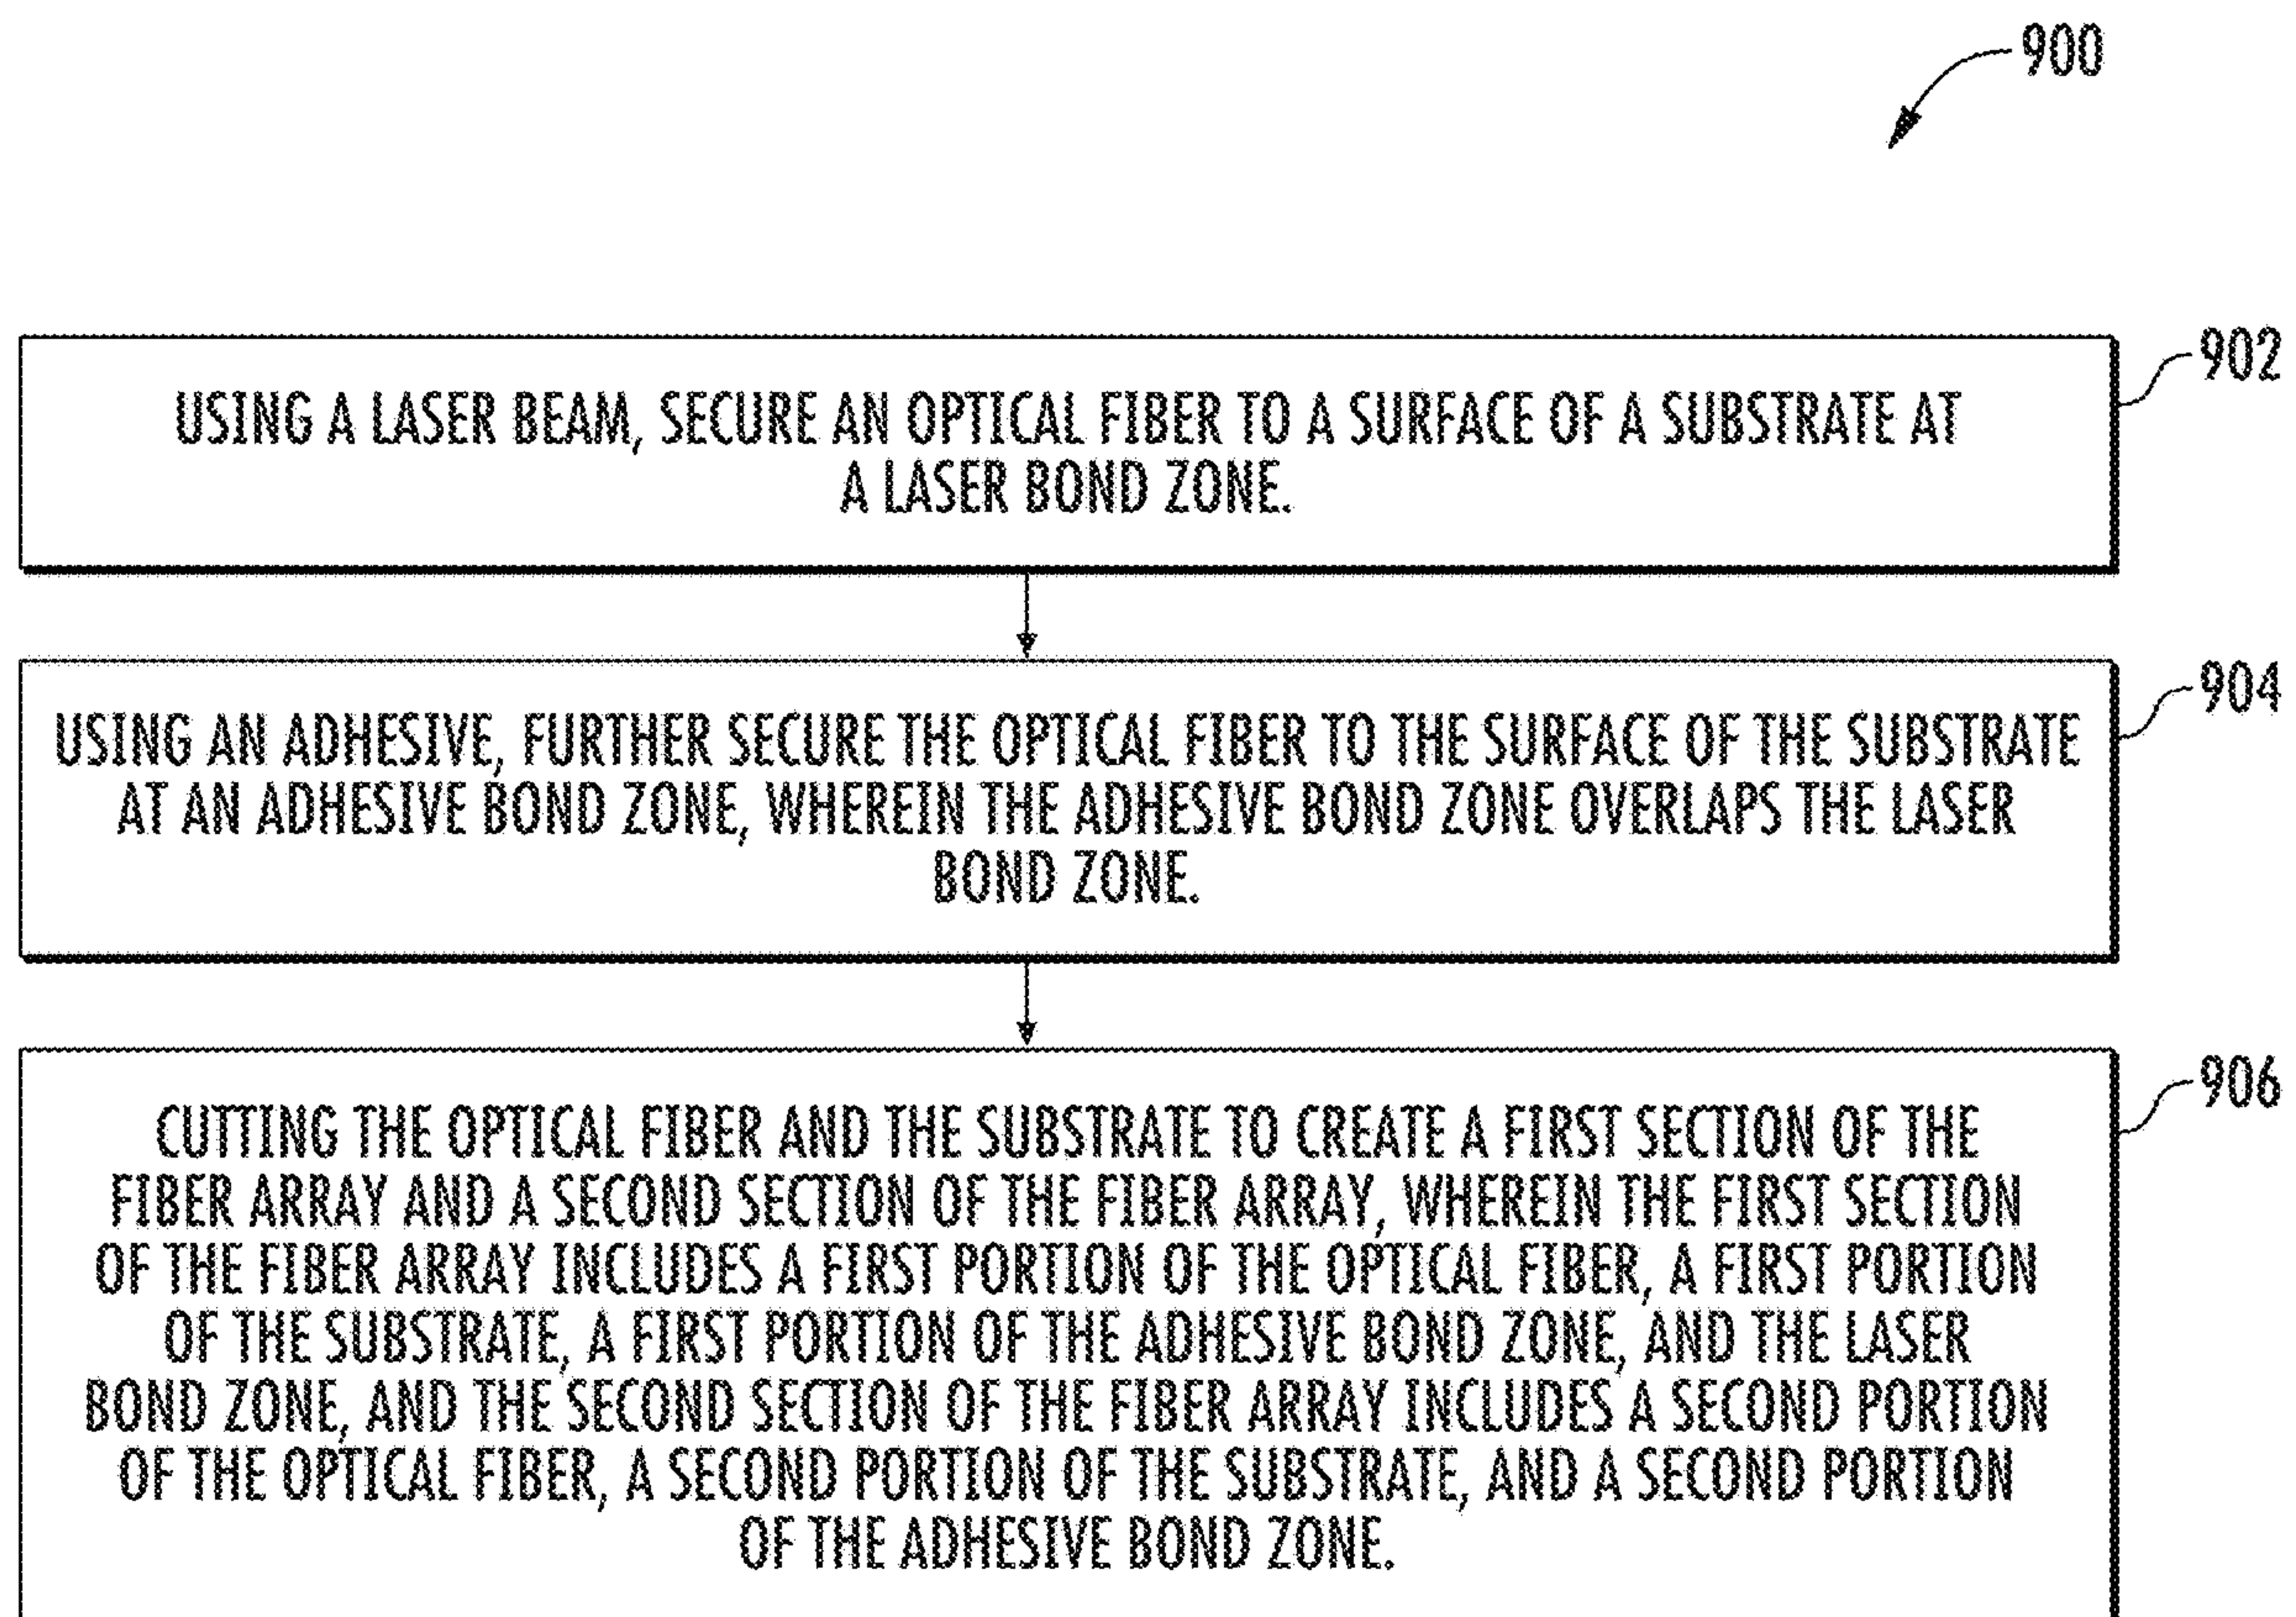 900
902
USING A LASER BEAM, SECURE AN OPTICAL FIBER TO A SURFACE OF A SUBSTRATE AT
A LASER BOND ZONE.
904
USING AN ADHESIVE, FURTHER SECURE THE OPTICAL FIBER TO THE SURFACE OF THE SUBSTRATE
AT AN ADHESIVE BOND ZONE, WHEREIN THE ADHESIVE BOND ZONE OVERLAPS THE LASER
BOND ZONE.
906
CUTTING THE OPTICAL FIBER AND THE SUBSTRATE TO CREATE A FIRST SECTION OF THE
FIBER ARRAY AND A SECOND SECTION OF THE FIBER ARRAY, WHEREIN THE FIRST SECTION
OF THE FIBER ARRAY INCLUDES A FIRST PORTION OF THE OPTICAL FIBER, A FIRST PORTION
OF THE SUBSTRATE, A FIRST PORTION OF THE ADHESIVE BOND ZONE, AND THE LASER
BOND ZONE, AND THE SECOND SECTION OF THE FIBER ARRAY INCLUDES A SECOND PORTION
OF THE OPTICAL FIBER, A SECOND PORTION OF THE SUBSTRATE, AND A SECOND PORTION
OF THE ADHESIVE BOND ZONE.